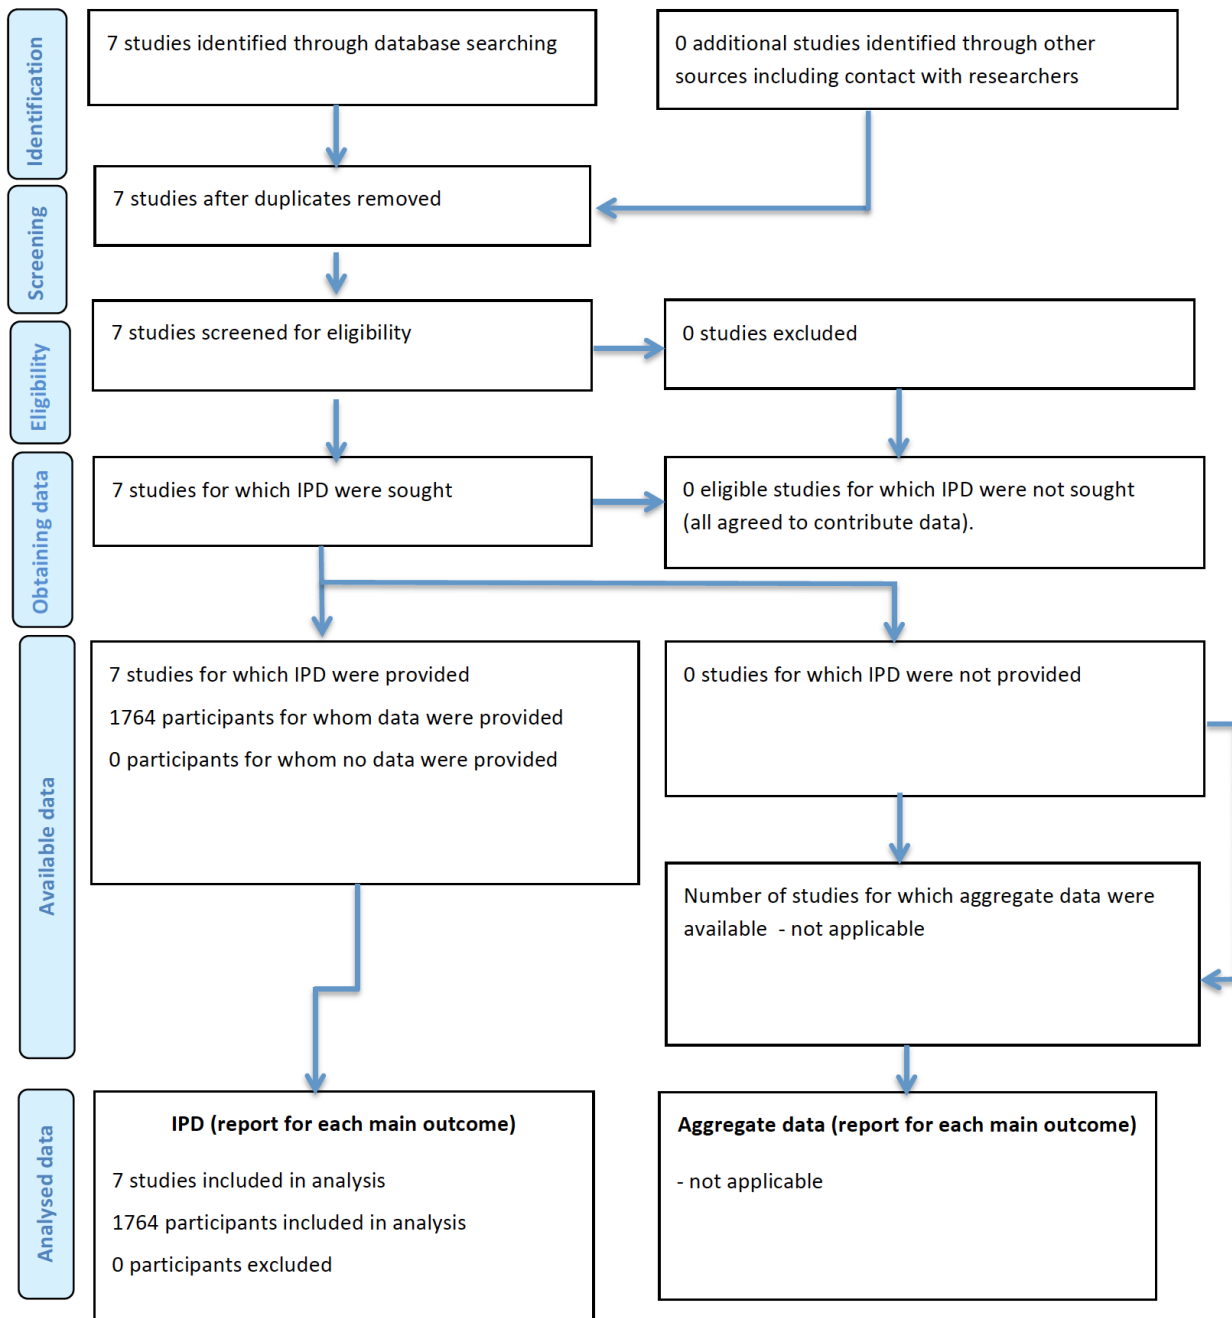 Identification
7 studies identified through database searching
0 additional studies identified through other
sources including contact with researchers
Screening
7 studies after duplicates removed
Eligibility
7 studies screened for eligibility
0 studies excluded
Obtaining data
7 studies for which IPD were sought
0 eligible studies for which IPD were not sought
(all agreed to contribute data).
Available data
7 studies for which IPD were provided
1764 participants for whom data were provided
0 participants for whom no data were provided
0 studies for which IPD were not provided
Number of studies for which aggregate data were
available - not applicable
Analysed data
IPD (report for each main outcome)
7 studies included in analysis
1764 participants included in analysis
0 participants excluded
Aggregate data (report for each main outcome)
- not applicable